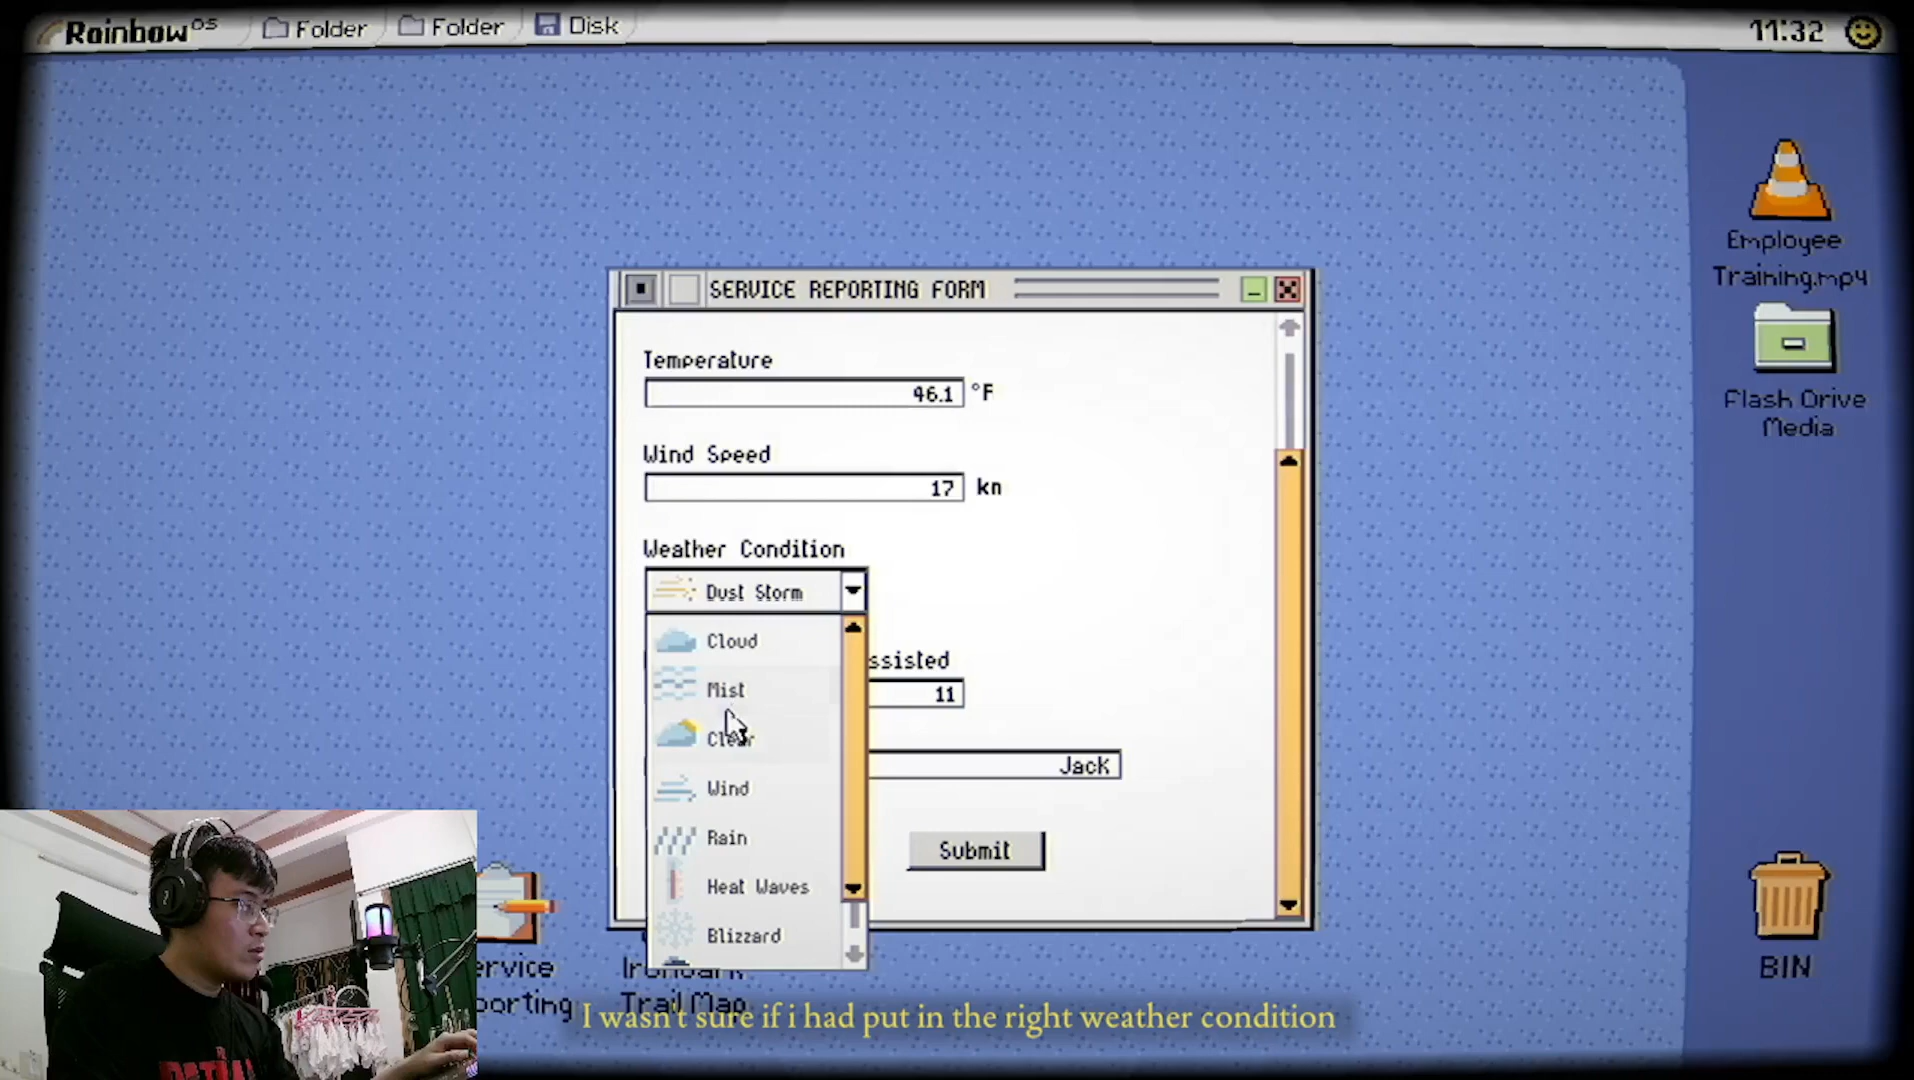 Rainbow OS
Folder
Folder
Disk
11:32
Employee
Training.mp4
Flash Drive
Media
SERVICE REPORTING FORM
Temperature
46.1 °F
Wind Speed
17 kn
Weather Condition
Dust Storm
Cloud
Mist
Clear
Wind
Rain
Heat Waves
Blizzard
ssisted
11
Jack
Submit
ervice
porting
Trail Map
BIN
I wasn't sure if i had put in the right weather condition